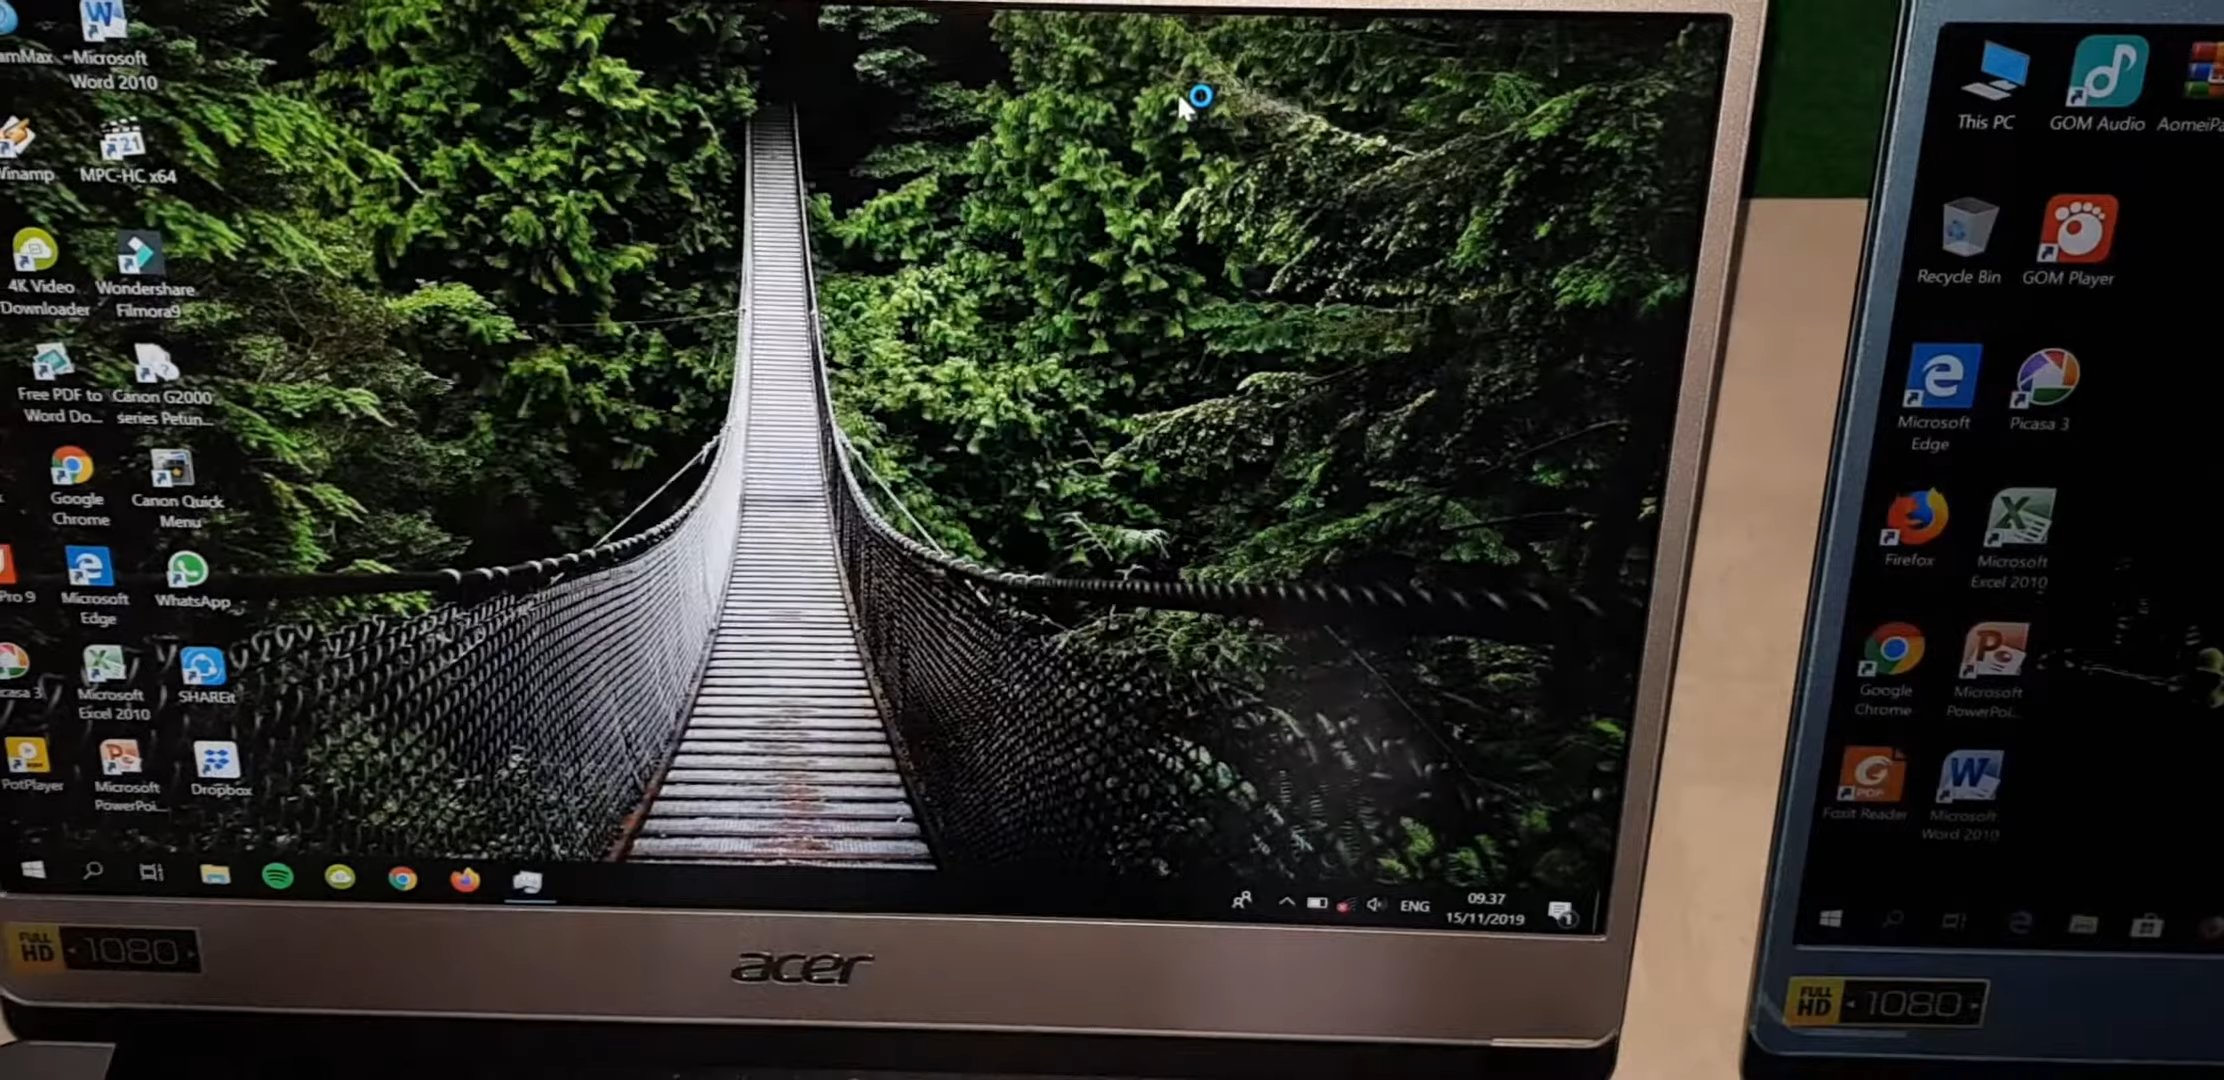 Microsoft
Word 2010
MPC-HC x64
4K Video
Downloader
Wondershare
Filmora9
Free PDF to
Word Do...
Canon G2000
series Petun...
Google
Chrome
Canon Quick
Menu
Pro 9
Microsoft
Edge
WhatsApp
Microsoft
Excel 2010
SHAREit
PotPlayer
Microsoft
PowerPoi...
Dropbox
ENG
09.37
15/11/2019
1
FULL
HD
1080
acer
This PC
GOM Audio
Recycle Bin
GOM Player
Microsoft
Edge
Picasa 3
Firefox
Microsoft
Excel 2010
Google
Chrome
Microsoft
PowerPoi...
Foxit Reader
Microsoft
Word 2010
FULL
HD
1080